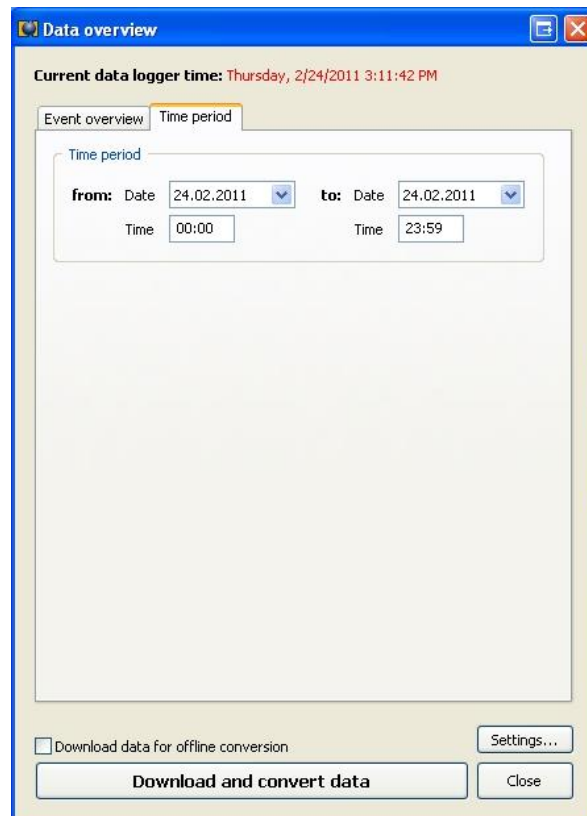 Data overview
Current data logger time: Thursday, 2/24/2011 3:11:42 PM
Event overview Time period
Time period
from: Date 24.02.2011 to: Date 24.02.2011
Time 00:00 Time 23:59
Settings...
Download data for offline conversion
Download and convert data Close